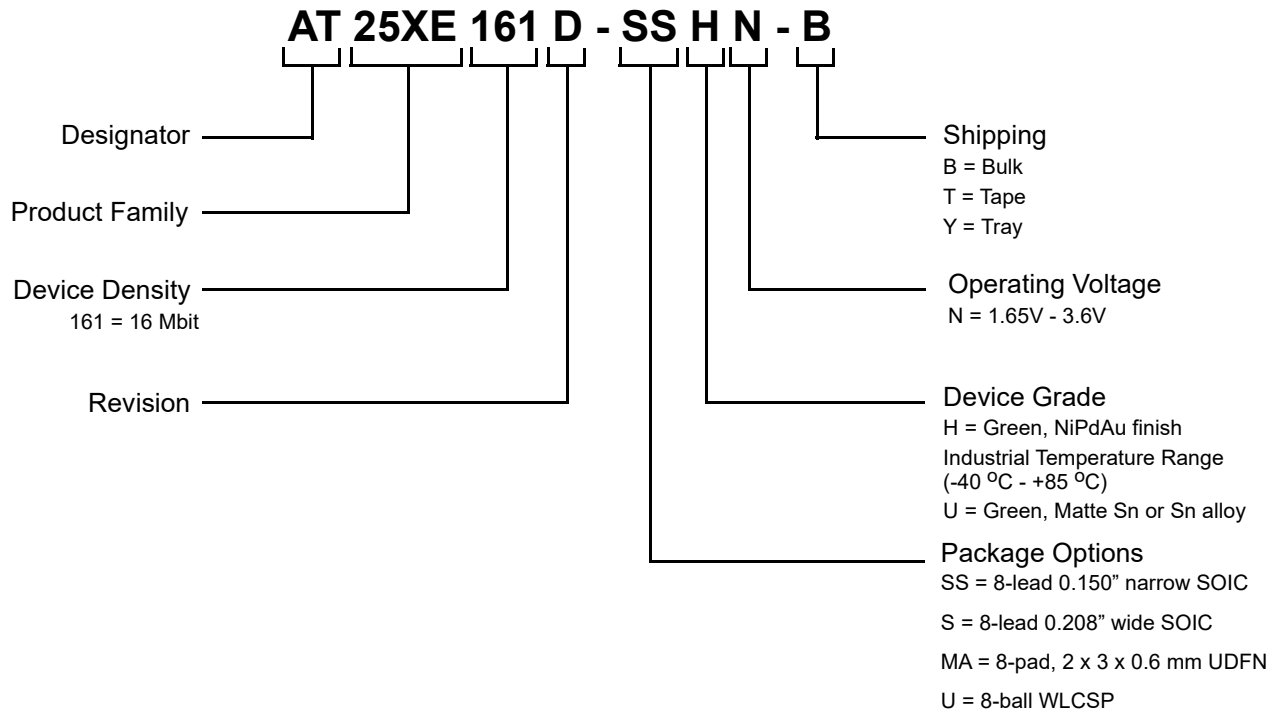 AT 25XE 161 D - SS H N - B
Designator
Product Family
Device Density
161 = 16 Mbit
Revision
Shipping
B = Bulk
T = Tape
Y = Tray
Operating Voltage
N = 1.65V - 3.6V
Device Grade
H = Green, NiPdAu finish
Industrial Temperature Range
(-40 ºC - +85 ºC)
U = Green, Matte Sn or Sn alloy
Package Options
SS = 8-lead 0.150” narrow SOIC
S = 8-lead 0.208” wide SOIC
MA = 8-pad, 2 x 3 x 0.6 mm UDFN
U = 8-ball WLCSP